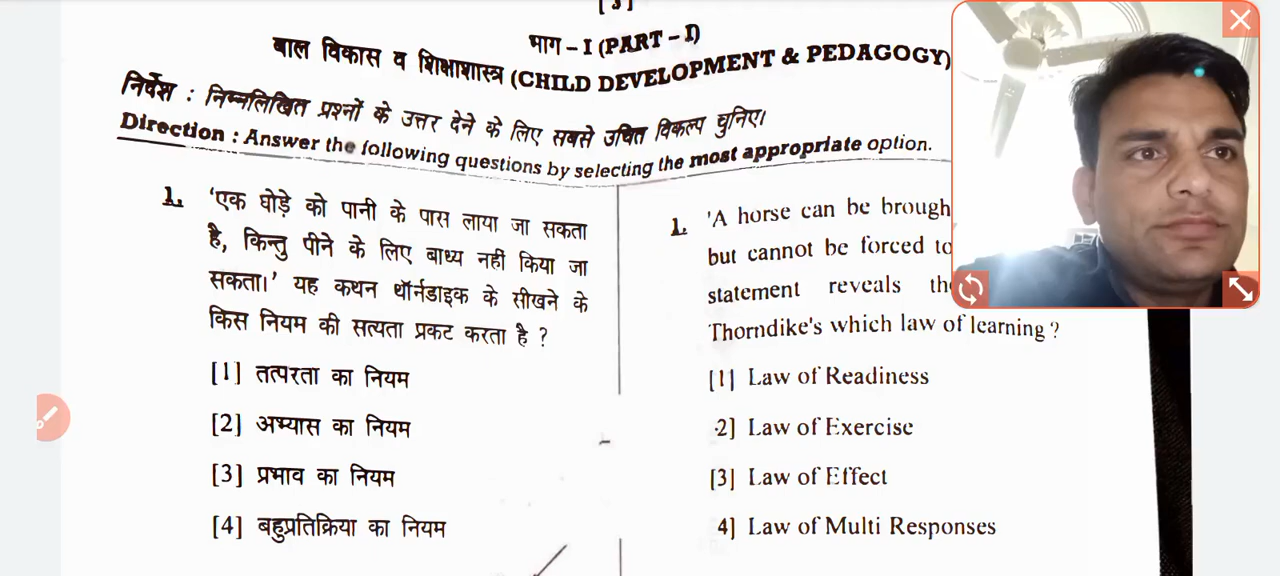 [3]
भाग – I (PART – I)
बाल विकास व शिक्षाशास्त्र (CHILD DEVELOPMENT & PEDAGOGY)
निर्देश : निम्नलिखित प्रश्नों के उत्तर देने के लिए सबसे उचित विकल्प चुनिए।
Direction : Answer the following questions by selecting the most appropriate option.
1. 'एक घोड़े को पानी के पास लाया जा सकता
है, किन्तु पीने के लिए बाध्य नहीं किया जा
सकता।' यह कथन थॉर्नडाइक के सीखने के
किस नियम की सत्यता प्रकट करता है ?
[1] तत्परता का नियम
[2] अभ्यास का नियम
[3] प्रभाव का नियम
[4] बहुप्रतिक्रिया का नियम
1. 'A horse can be brough
but cannot be forced to
statement reveals the
Thorndike's which law of learning ?
[1] Law of Readiness
2] Law of Exercise
[3] Law of Effect
4] Law of Multi Responses